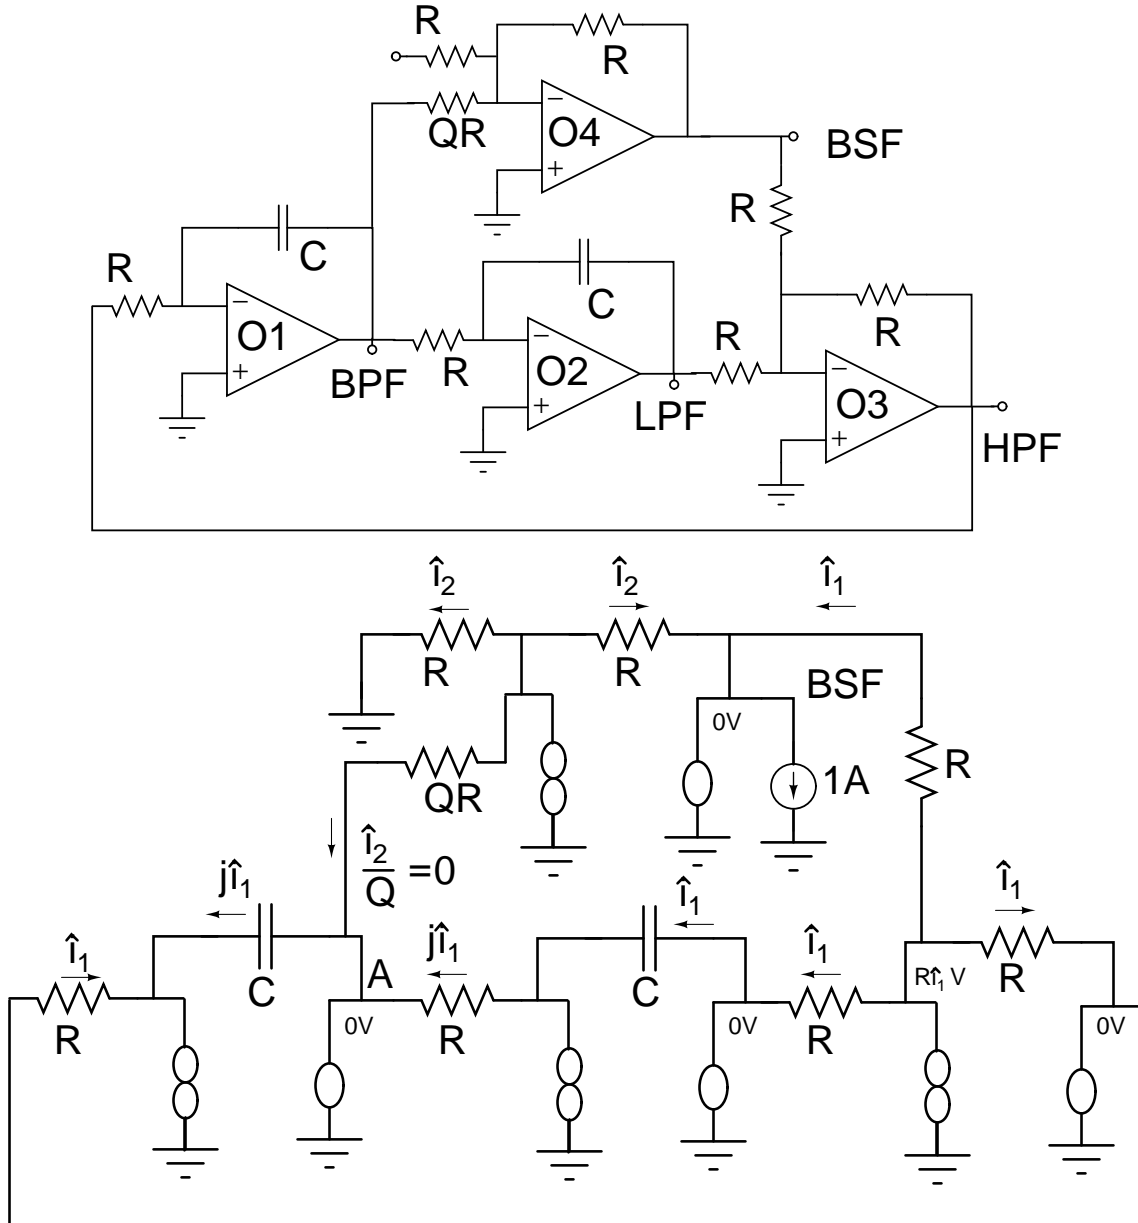 R
R
QR
O4
BSF
R
C
R
O1
BPF
R
C
O2
LPF
R
R
O3
HPF
î₂
î₂
î₁
R
R
BSF
0V
1A
R
QR
î₂/Q =0
jî₁
î₁
C
R
A
0V
jî₁
R
î₁
C
0V
î₁
R
Rî₁ V
î₁
R
0V